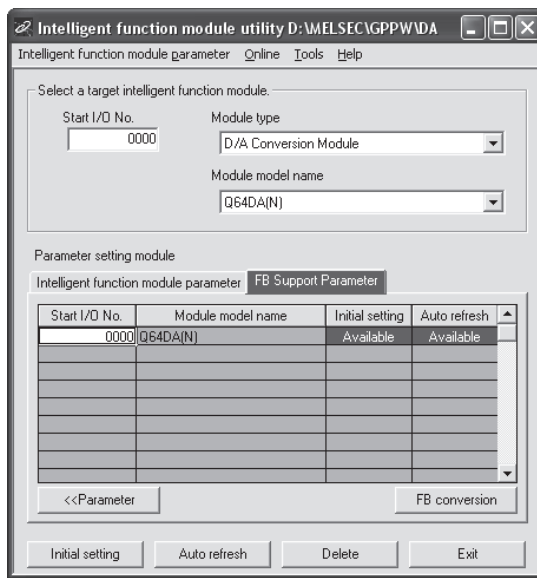 Intelligent function module utility D:\MELSEC\GPPW\DA
Intelligent function module parameter Online Tools Help
Select a target intelligent function module.
Start I/O No. Module type
0000 D/A Conversion Module
Module model name
Q64DA(N)
Parameter setting module
Intelligent function module parameter FB Support Parameter
Start I/O No. Module model name Initial setting Auto refresh
0000 Q64DA(N) Available Available
<<Parameter FB conversion
Initial setting Auto refresh Delete Exit